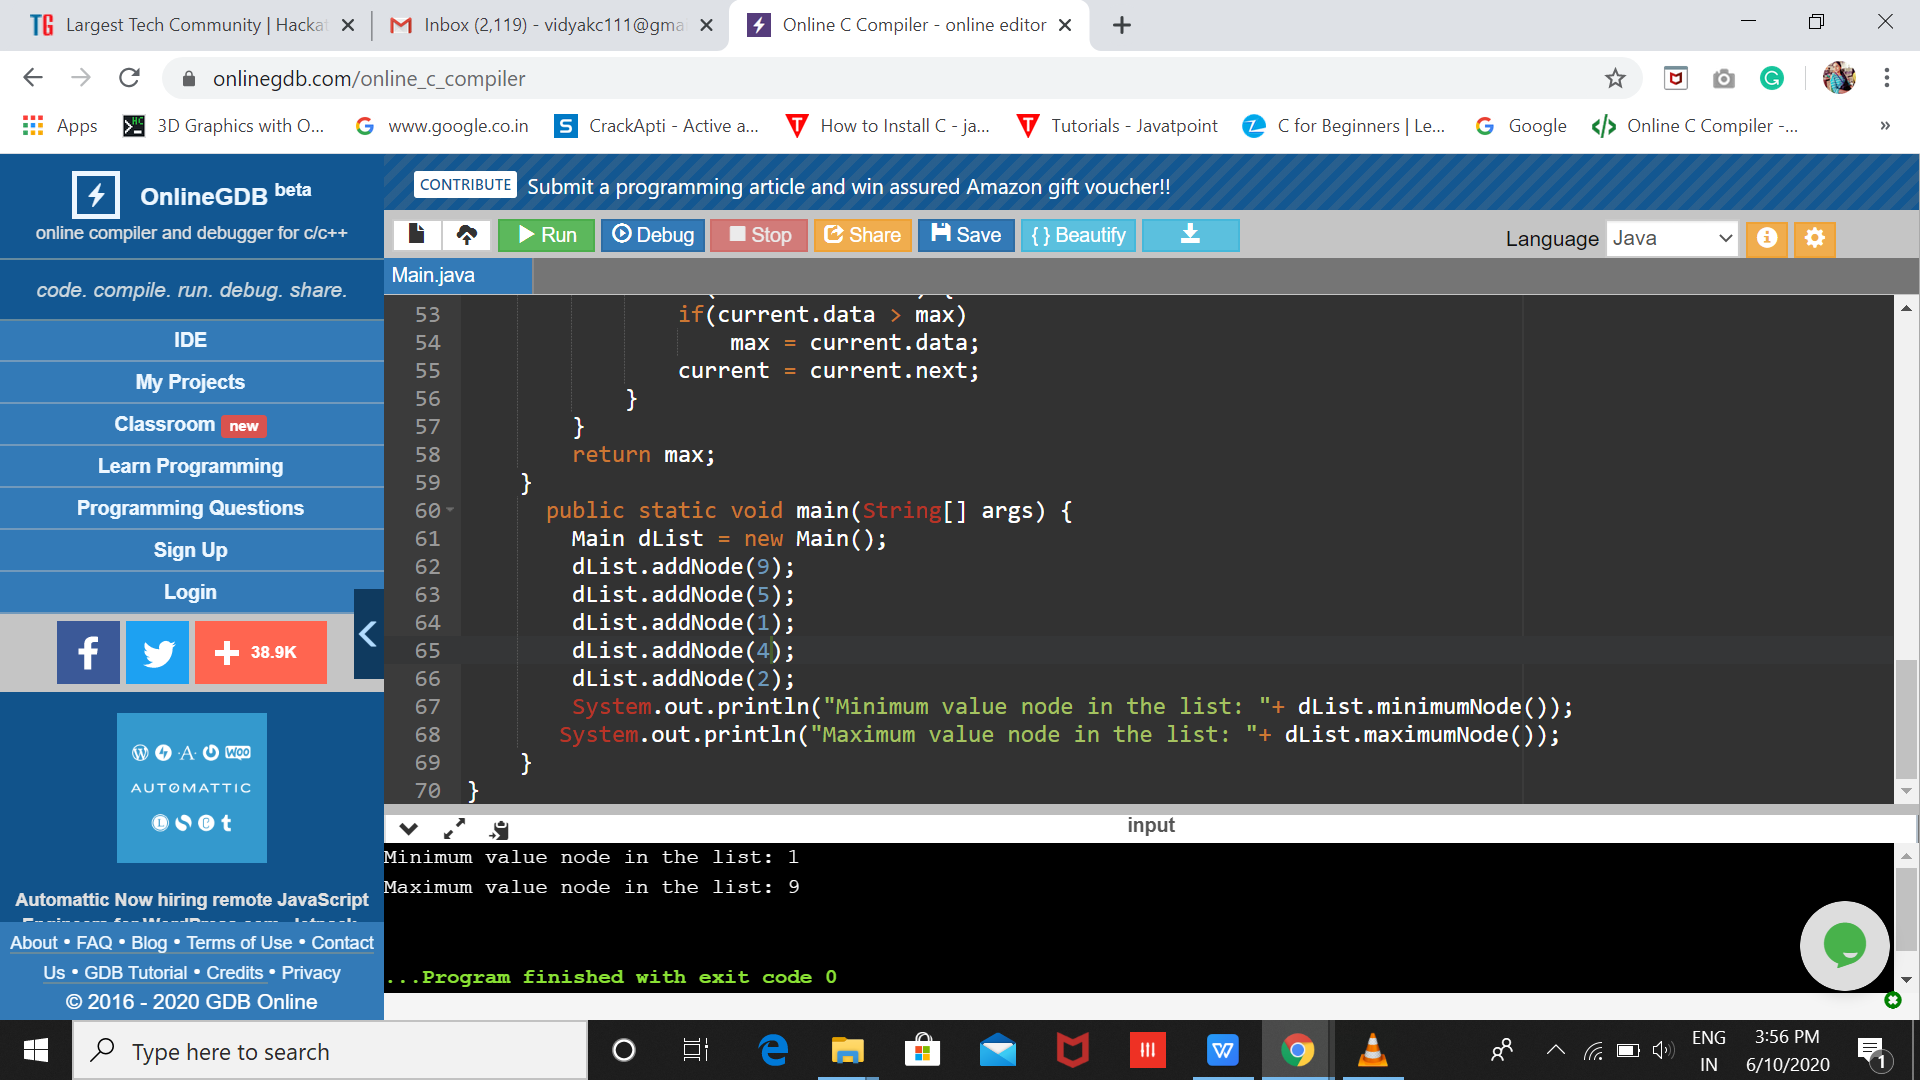 Largest Tech Community | Hacka
Inbox (2,119) - vidyakc111@gma
Online C Compiler - online editor
onlinegdb.com/online_c_compiler
Apps
3D Graphics with O...
www.google.co.in
CrackApti - Active a...
How to Install C - ja...
Tutorials - Javatpoint
C for Beginners | Le...
Google
Online C Compiler -...
»
OnlineGDB beta
online compiler and debugger for c/c++
code. compile. run. debug. share.
IDE
My Projects
Classroom new
Learn Programming
Programming Questions
Sign Up
Login
38.9K
AUTOMATTIC
Automattic Now hiring remote JavaScript
About • FAQ • Blog • Terms of Use • Contact
Us • GDB Tutorial • Credits • Privacy
© 2016 - 2020 GDB Online
CONTRIBUTE Submit a programming article and win assured Amazon gift voucher!!
Run Debug Stop Share Save { } Beautify
Language Java
Main.java
53 if(current.data > max)
54 max = current.data;
55 current = current.next;
56 }
57 }
58 return max;
59 }
60 public static void main(String[] args) {
61 Main dList = new Main();
62 dList.addNode(9);
63 dList.addNode(5);
64 dList.addNode(1);
65 dList.addNode(4);
66 dList.addNode(2);
67 System.out.println("Minimum value node in the list: "+ dList.minimumNode());
68 System.out.println("Maximum value node in the list: "+ dList.maximumNode());
69 }
70 }
input
Minimum value node in the list: 1
Maximum value node in the list: 9
...Program finished with exit code 0
Type here to search
ENG
IN
3:56 PM
6/10/2020
1